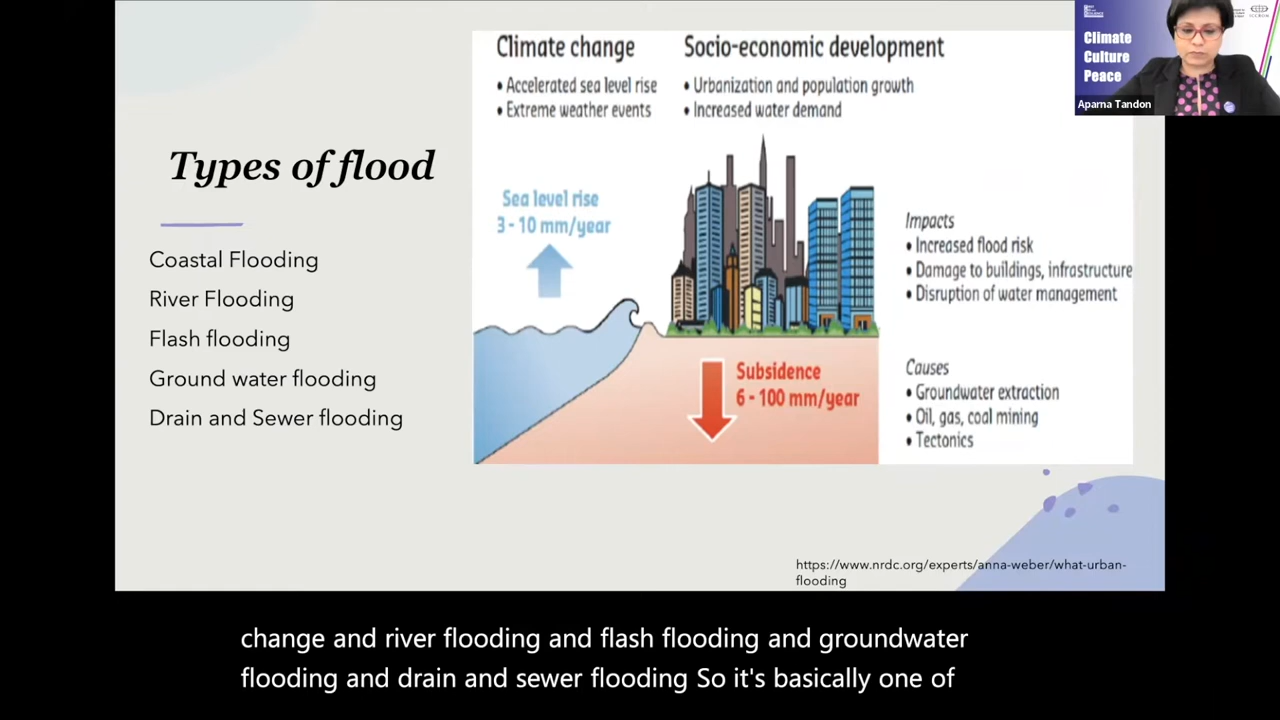 Types of flood
Coastal Flooding
River Flooding
Flash flooding
Ground water flooding
Drain and Sewer flooding
Climate change
• Accelerated sea level rise
• Extreme weather events
Socio-economic development
• Urbanization and population growth
• Increased water demand
Sea level rise
3 - 10 mm/year
Subsidence
6 - 100 mm/year
Impacts
• Increased flood risk
• Damage to buildings, infrastructure
• Disruption of water management
Causes
• Groundwater extraction
• Oil, gas, coal mining
• Tectonics
https://www.nrdc.org/experts/anna-weber/what-urban-
flooding
Climate
Culture
Peace
Aparna Tandon
change and river flooding and flash flooding and groundwater
flooding and drain and sewer flooding So it's basically one of